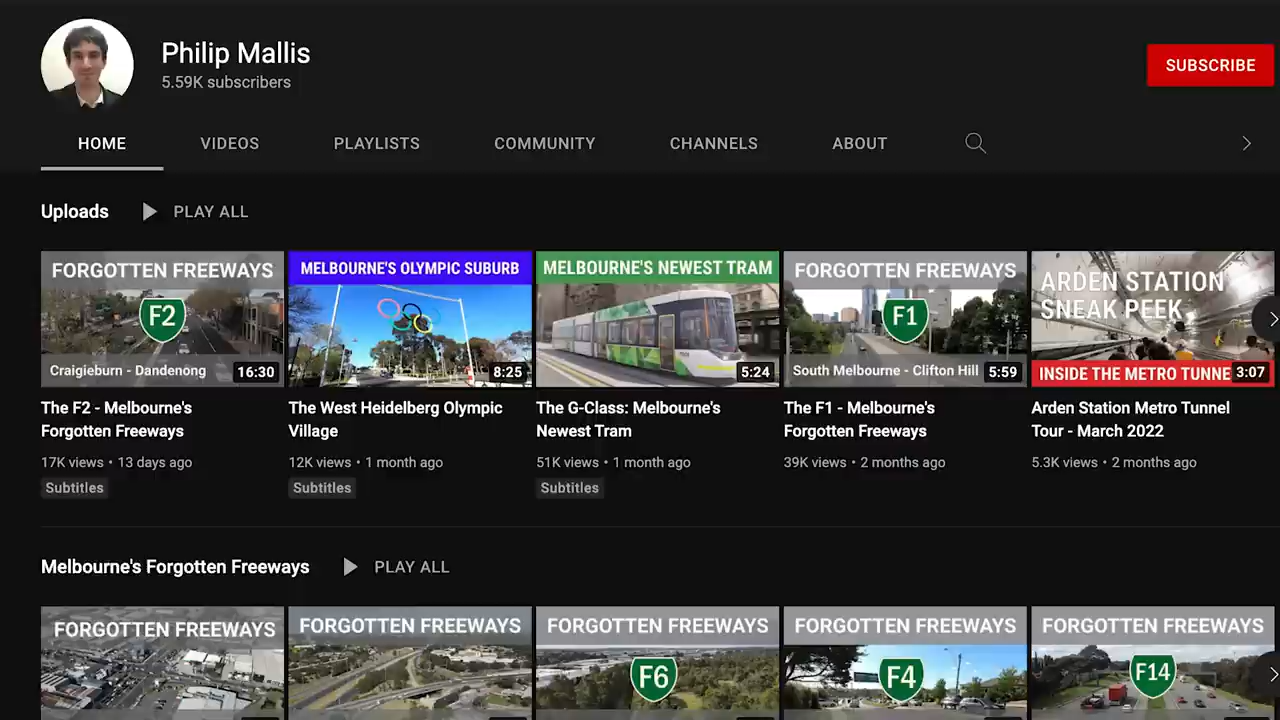 Philip Mallis
5.59K subscribers
SUBSCRIBE
HOME VIDEOS PLAYLISTS COMMUNITY CHANNELS ABOUT
Uploads PLAY ALL
FORGOTTEN FREEWAYS
F2
Craigieburn - Dandenong
16:30
The F2 - Melbourne's
Forgotten Freeways
17K views • 13 days ago
Subtitles
MELBOURNE'S OLYMPIC SUBURB
8:25
The West Heidelberg Olympic
Village
12K views • 1 month ago
Subtitles
MELBOURNE'S NEWEST TRAM
5:24
The G-Class: Melbourne's
Newest Tram
51K views • 1 month ago
Subtitles
FORGOTTEN FREEWAYS
F1
South Melbourne - Clifton Hill
5:59
The F1 - Melbourne's
Forgotten Freeways
39K views • 2 months ago
ARDEN STATION
SNEAK PEEK
INSIDE THE METRO TUNNE
3:07
Arden Station Metro Tunnel
Tour - March 2022
5.3K views • 2 months ago
Melbourne's Forgotten Freeways PLAY ALL
FORGOTTEN FREEWAYS
FORGOTTEN FREEWAYS
FORGOTTEN FREEWAYS
F6
FORGOTTEN FREEWAYS
F4
FORGOTTEN FREEWAYS
F14